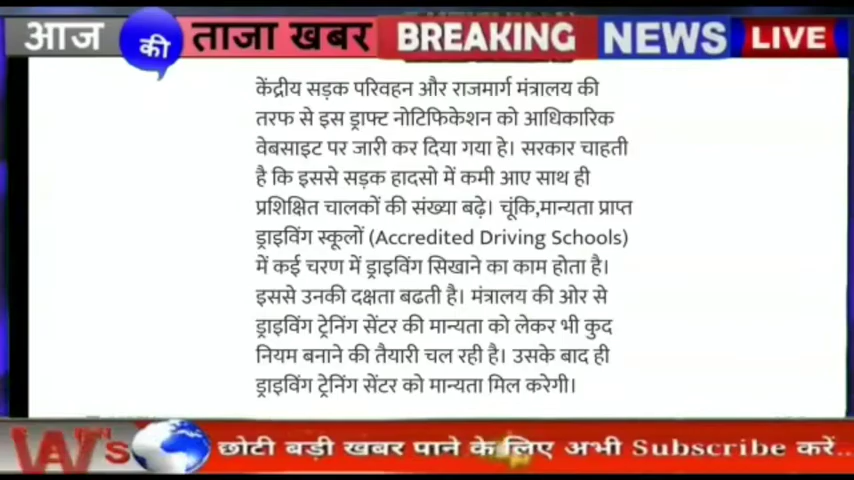 आज की ताजा खबर BREAKING NEWS LIVE
केंद्रीय सड़क परिवहन और राजमार्ग मंत्रालय की
तरफ से इस ड्राफ्ट नोटिफिकेशन को आधिकारिक
वेबसाइट पर जारी कर दिया गया हे। सरकार चाहती
है कि इससे सड़क हादसो में कमी आए साथ ही
प्रशिक्षित चालकों की संख्या बढ़े। चूंकि,मान्यता प्राप्त
ड्राइविंग स्कूलों (Accredited Driving Schools)
में कई चरण में ड्राइविंग सिखाने का काम होता है।
इससे उनकी दक्षता बढती है। मंत्रालय की ओर से
ड्राइविंग ट्रेनिंग सेंटर की मान्यता को लेकर भी कुद
नियम बनाने की तैयारी चल रही है। उसके बाद ही
ड्राइविंग ट्रेनिंग सेंटर को मान्यता मिल करेगी।
छोटी बड़ी खबर पाने के लिए अभी Subscribe करें..